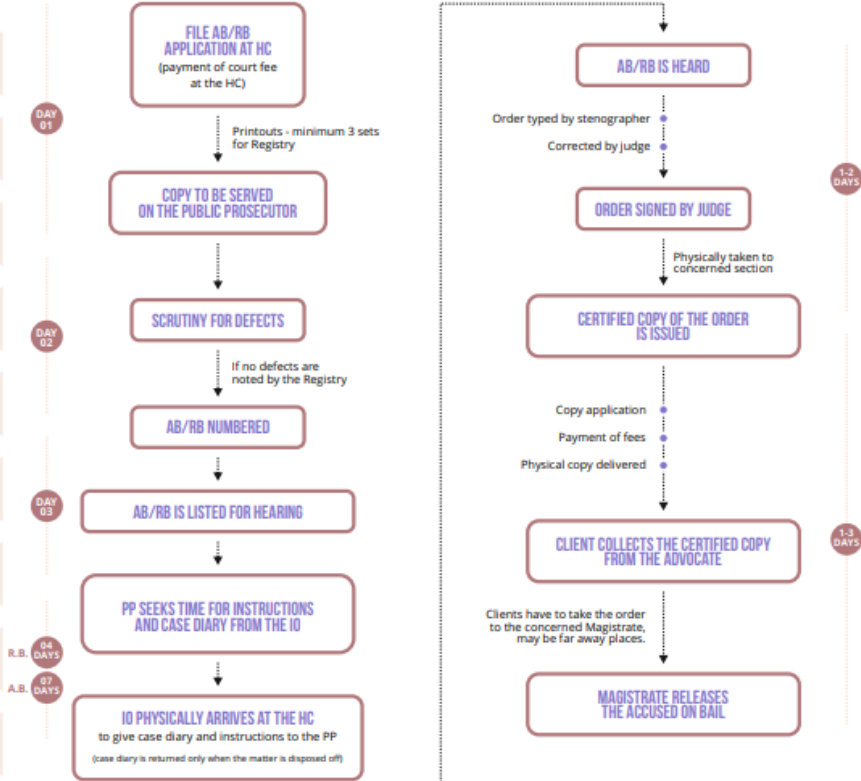 FILE AB/RB
APPLICATION AT HC
(payment of court fee
at the HC)
DAY
01
Printouts - minimum 3 sets
for Registry
COPY TO BE SERVED
ON THE PUBLIC PROSECUTOR
SCRUTINY FOR DEFECTS
DAY
02
If no defects are
noted by the Registry
AB/RB NUMBERED
DAY
03
AB/RB IS LISTED FOR HEARING
PP SEEKS TIME FOR INSTRUCTIONS
AND CASE DIARY FROM THE IO
R.B.
04
DAYS
A.B.
07
DAYS
IO PHYSICALLY ARRIVES AT THE HC
to give case diary and instructions to the PP
(case diary is returned only when the matter is disposed off)
AB/RB IS HEARD
Order typed by stenographer
Corrected by judge
1-2
DAYS
ORDER SIGNED BY JUDGE
Physically taken to
concerned section
CERTIFIED COPY OF THE ORDER
IS ISSUED
Copy application
Payment of fees
Physical copy delivered
1-3
DAYS
CLIENT COLLECTS THE CERTIFIED COPY
FROM THE ADVOCATE
Clients have to take the order
to the concerned Magistrate,
may be far away places.
MAGISTRATE RELEASES
THE ACCUSED ON BAIL